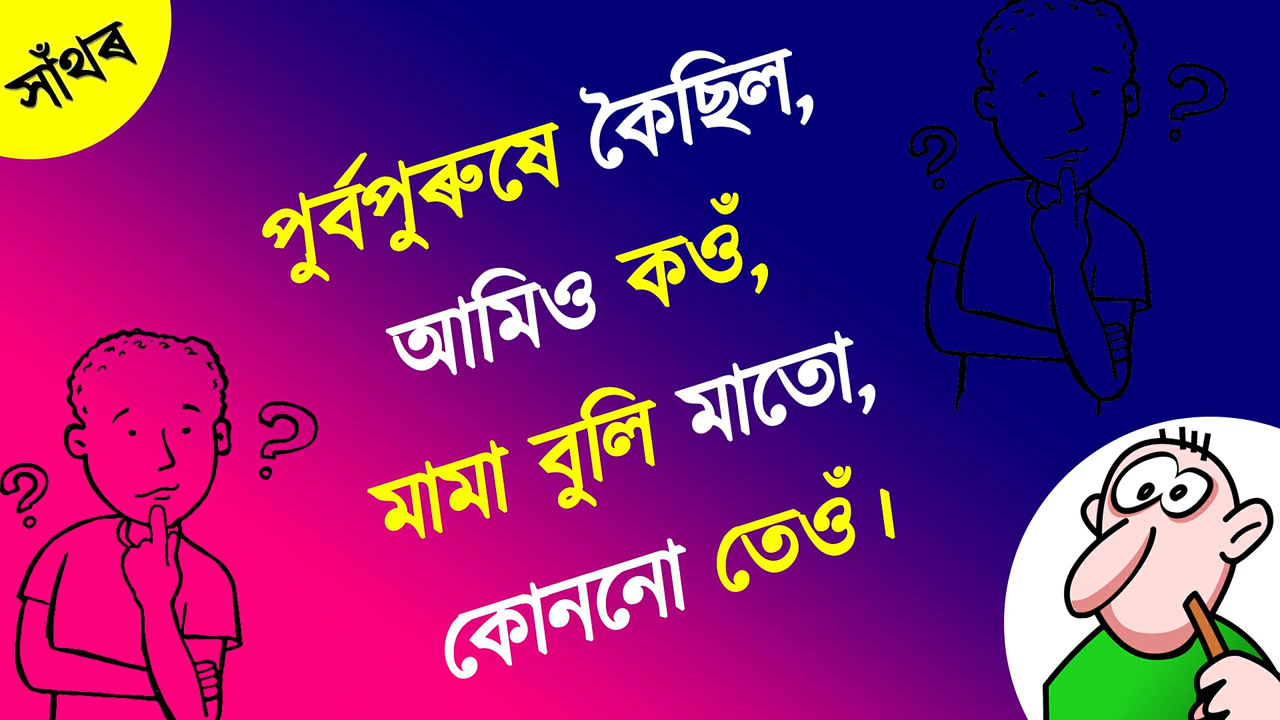 সাঁথৰ
পুৰ্বপুৰুষে কৈছিল,
আমিও কওঁ,
মামা বুলি মাতো,
কোননো তেওঁ।